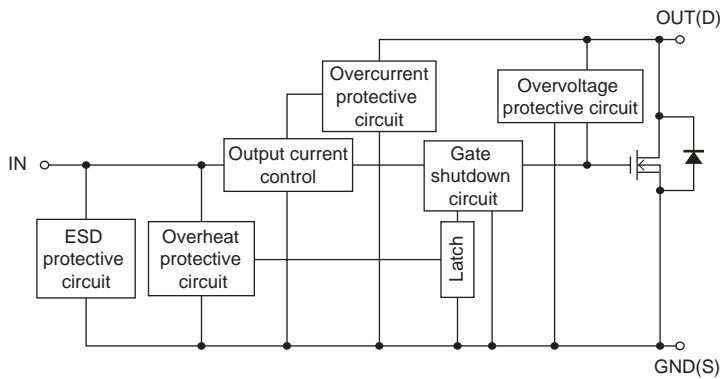 OUT(D)
Overcurrent
protective
circuit
Overvoltage
protective circuit
IN
Output current
control
Gate
shutdown
circuit
ESD
protective
circuit
Overheat
protective
circuit
Latch
GND(S)